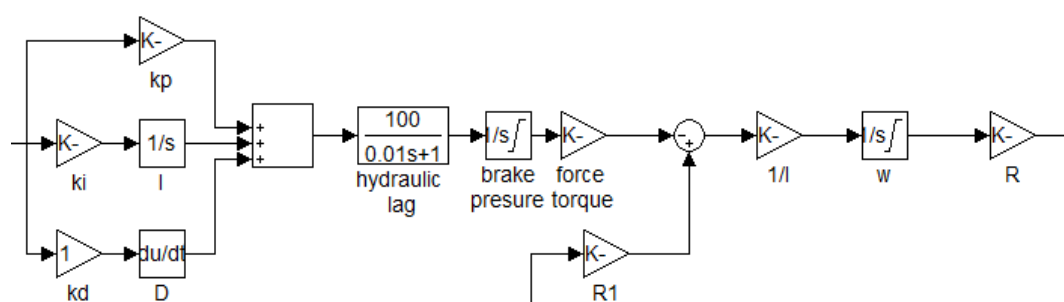 K-
kp
K-
ki
1/s
I
1
kd
du/dt
D
+
+
+
100
0.01s+1
hydraulic
lag
1/s
brake
presure
K-
force
torque
-
+
K-
R1
K-
1/I
1/s
w
K-
R